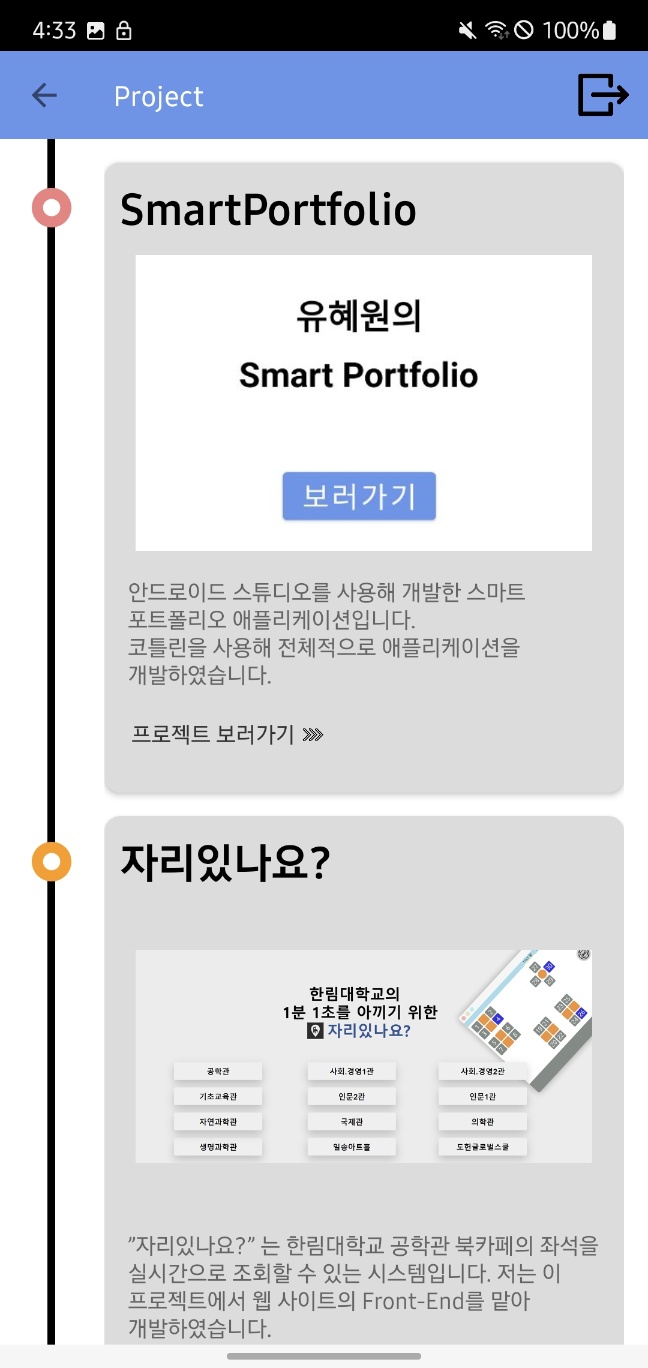 4:33
100%
Project
SmartPortfolio
유혜원의
Smart Portfolio
보러가기
안드로이드 스튜디오를 사용해 개발한 스마트
포트폴리오 애플리케이션입니다.
코틀린을 사용해 전체적으로 애플리케이션을
개발하였습니다.
프로젝트 보러가기
자리있나요?
한림대학교의
1분 1초를 아끼기 위한
자리있나요?
공학관 사회.경영1관 사회.경영2관
기초교육관 인문2관 인문1관
자연과학관 국제관 의학관
생명과학관 일송아트홀 도헌글로벌스쿨
"자리있나요?" 는 한림대학교 공학관 북카페의 좌석을
실시간으로 조회할 수 있는 시스템입니다. 저는 이
프로젝트에서 웹 사이트의 Front-End를 맡아
개발하였습니다.